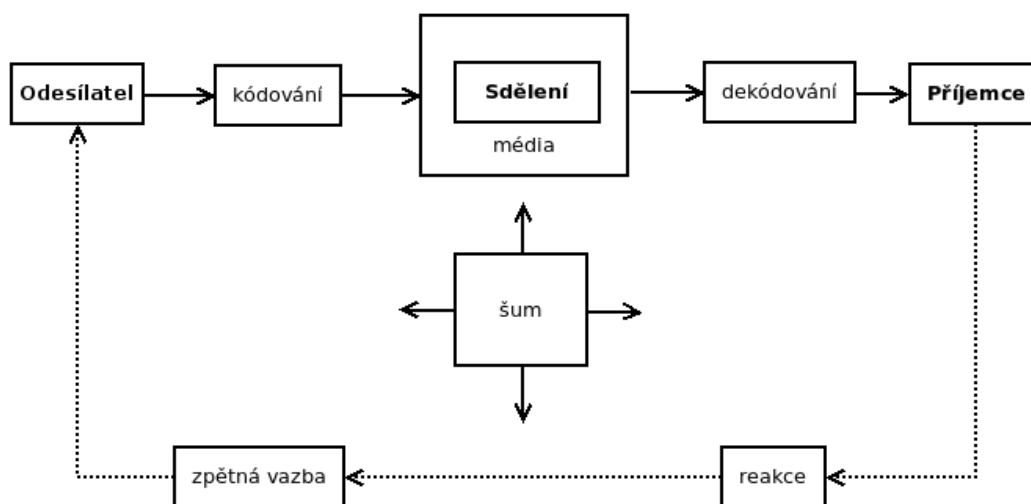 Odesílatel
kódování
Sdělení
média
dekódování
Příjemce
šum
zpětná vazba
reakce